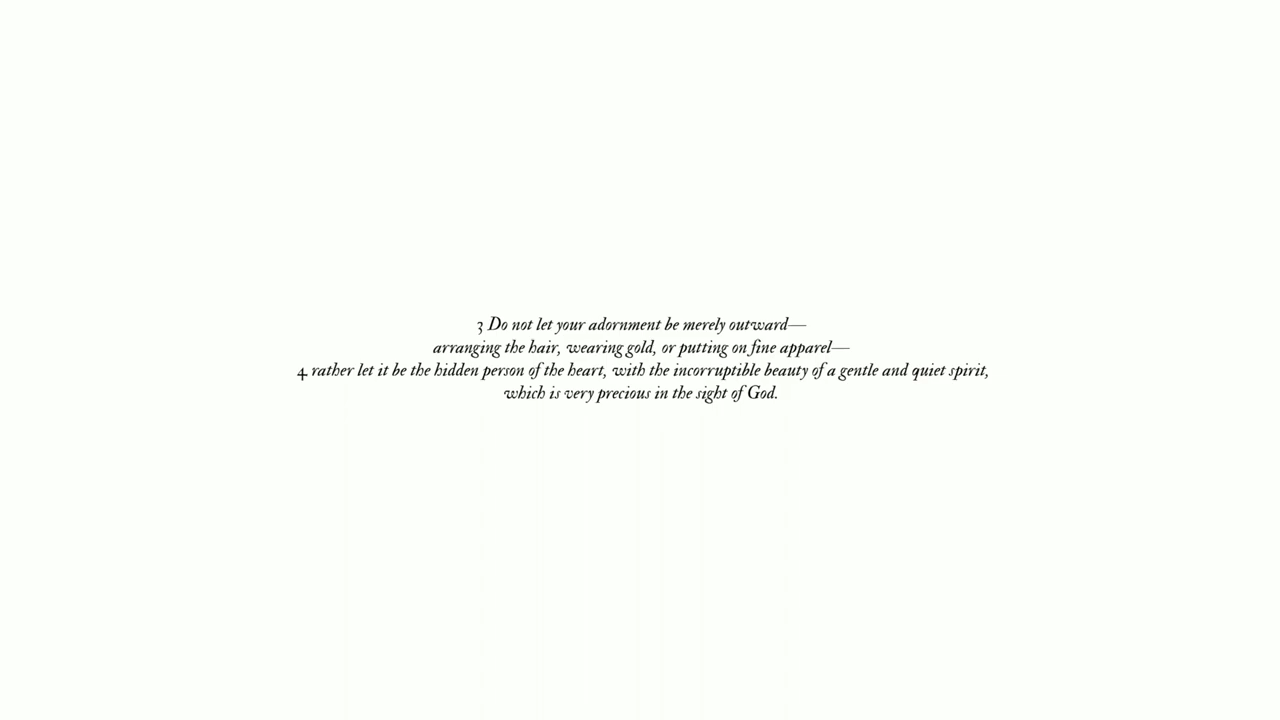 3 Do not let your adornment be merely outward—
arranging the hair, wearing gold, or putting on fine apparel—
4 rather let it be the hidden person of the heart, with the incorruptible beauty of a gentle and quiet spirit,
which is very precious in the sight of God.